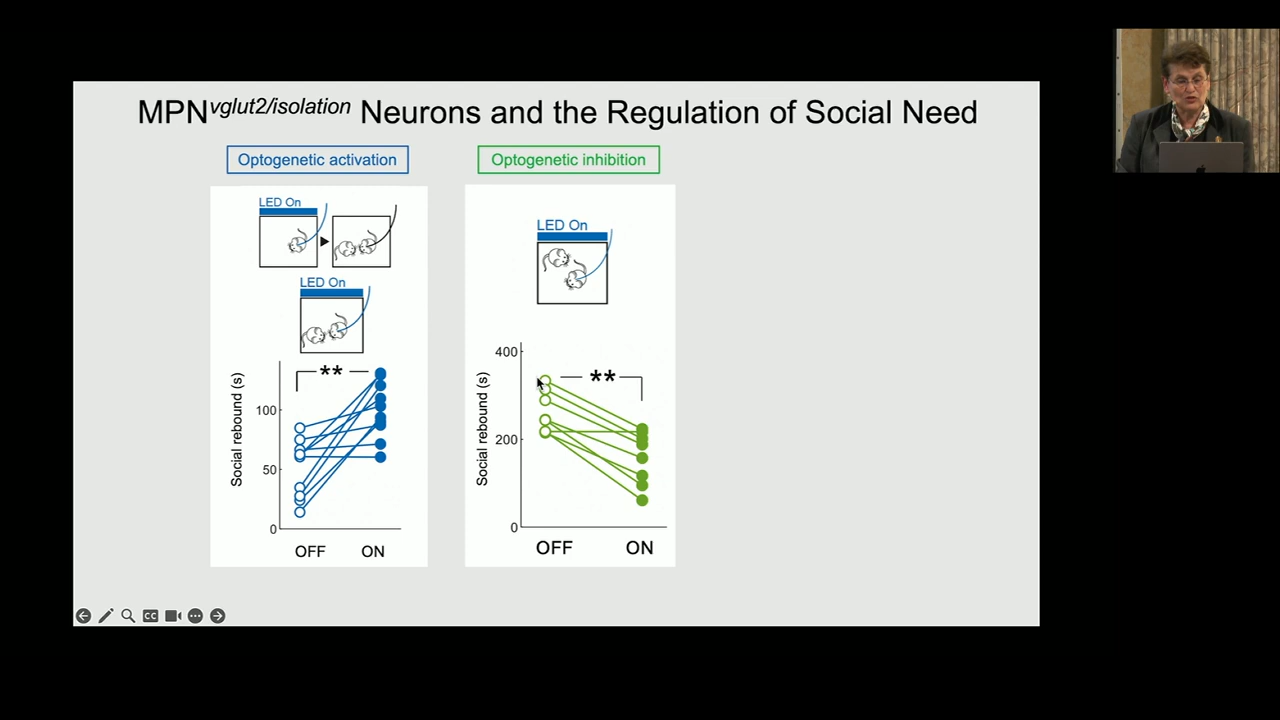 MPNvglut2/isolation Neurons and the Regulation of Social Need
Optogenetic activation
LED On
LED On
Social rebound (s)
**
100
50
0
OFF ON
Optogenetic inhibition
LED On
Social rebound (s)
**
400
200
0
OFF ON
CC